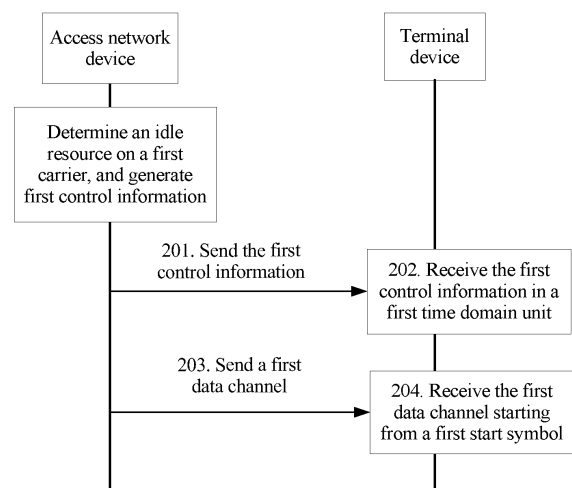 Access network
device
Terminal
device
Determine an idle
resource on a first
carrier, and generate
first control information
201. Send the first
control information
202. Receive the first
control information in a
first time domain unit
203. Send a first
data channel
204. Receive the first
data channel starting
from a first start symbol